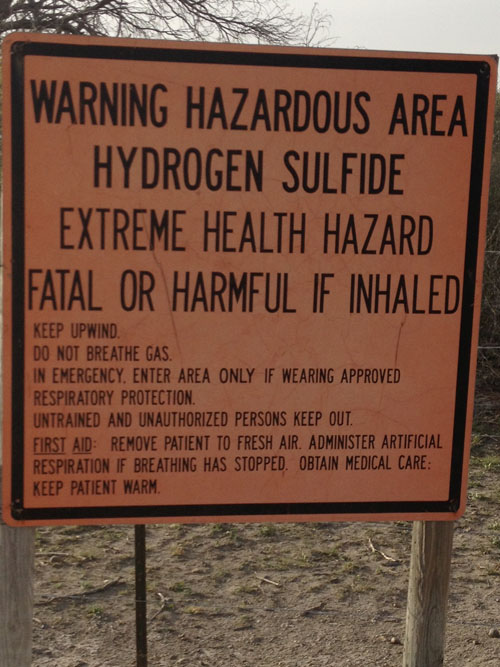 WARNING HAZARDOUS AREA
HYDROGEN SULFIDE
EXTREME HEALTH HAZARD
FATAL OR HARMFUL IF INHALED
KEEP UPWIND.
DO NOT BREATHE GAS.
IN EMERGENCY, ENTER AREA ONLY IF WEARING APPROVED
RESPIRATORY PROTECTION.
UNTRAINED AND UNAUTHORIZED PERSONS KEEP OUT.
FIRST AID: REMOVE PATIENT TO FRESH AIR. ADMINISTER ARTIFICIAL
RESPIRATION IF BREATHING HAS STOPPED. OBTAIN MEDICAL CARE:
KEEP PATIENT WARM.